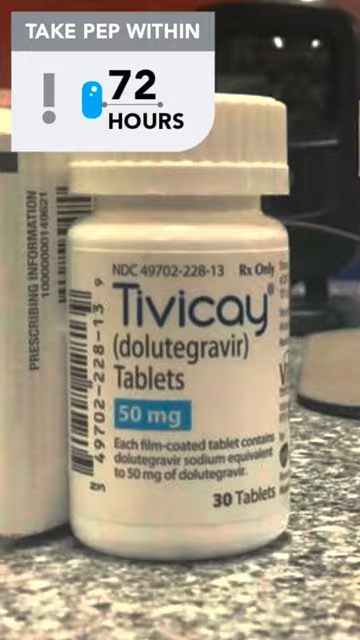 TAKE PEP WITHIN
! 72
HOURS
PRESCRIBING INFORMATION
NDC 49702-228-13 Rx Only
Tivicay®
(dolutegravir)
Tablets
50 mg
Each film-coated tablet contains
dolutegravir sodium equivalent
to 50 mg of dolutegravir.
30 Tablets
49702-228-13